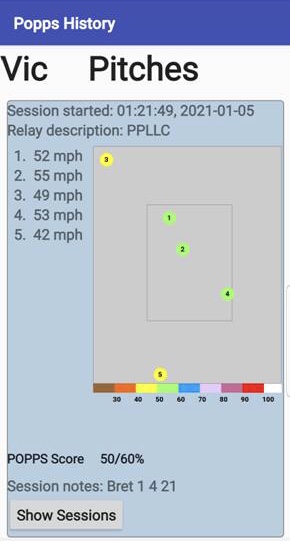 Popps History
Vic Pitches
Session started: 01:21:49, 2021-01-05
Relay description: PPLLC
1. 52 mph
2. 55 mph
3. 49 mph
4. 53 mph
5. 42 mph
3
1
2
4
5
30 40 50 60 70 80 90 100
POPPS Score 50/60%
Session notes: Bret 1 4 21
Show Sessions